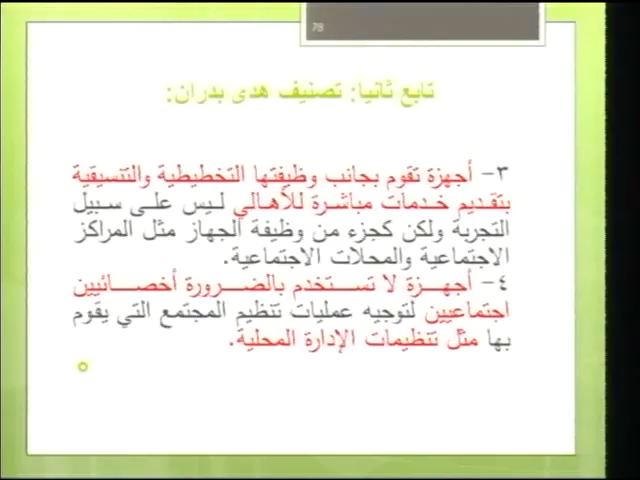 78
تابع ثانيا: تصنيف هدى بدران:
٣- أجهزة تقوم بجانب وظيفتها التخطيطية والتنسيقية
بتقديم خدمات مباشرة للأهالي ليس على سبيل
التجربة ولكن كجزء من وظيفة الجهاز مثل المراكز
الاجتماعية والمحلات الاجتماعية.
٤- أجهزة لا تستخدم بالضرورة أخصائيين
اجتماعيين لتوجيه عمليات تنظيم المجتمع التي يقوم
بها مثل تنظيمات الإدارة المحلية.